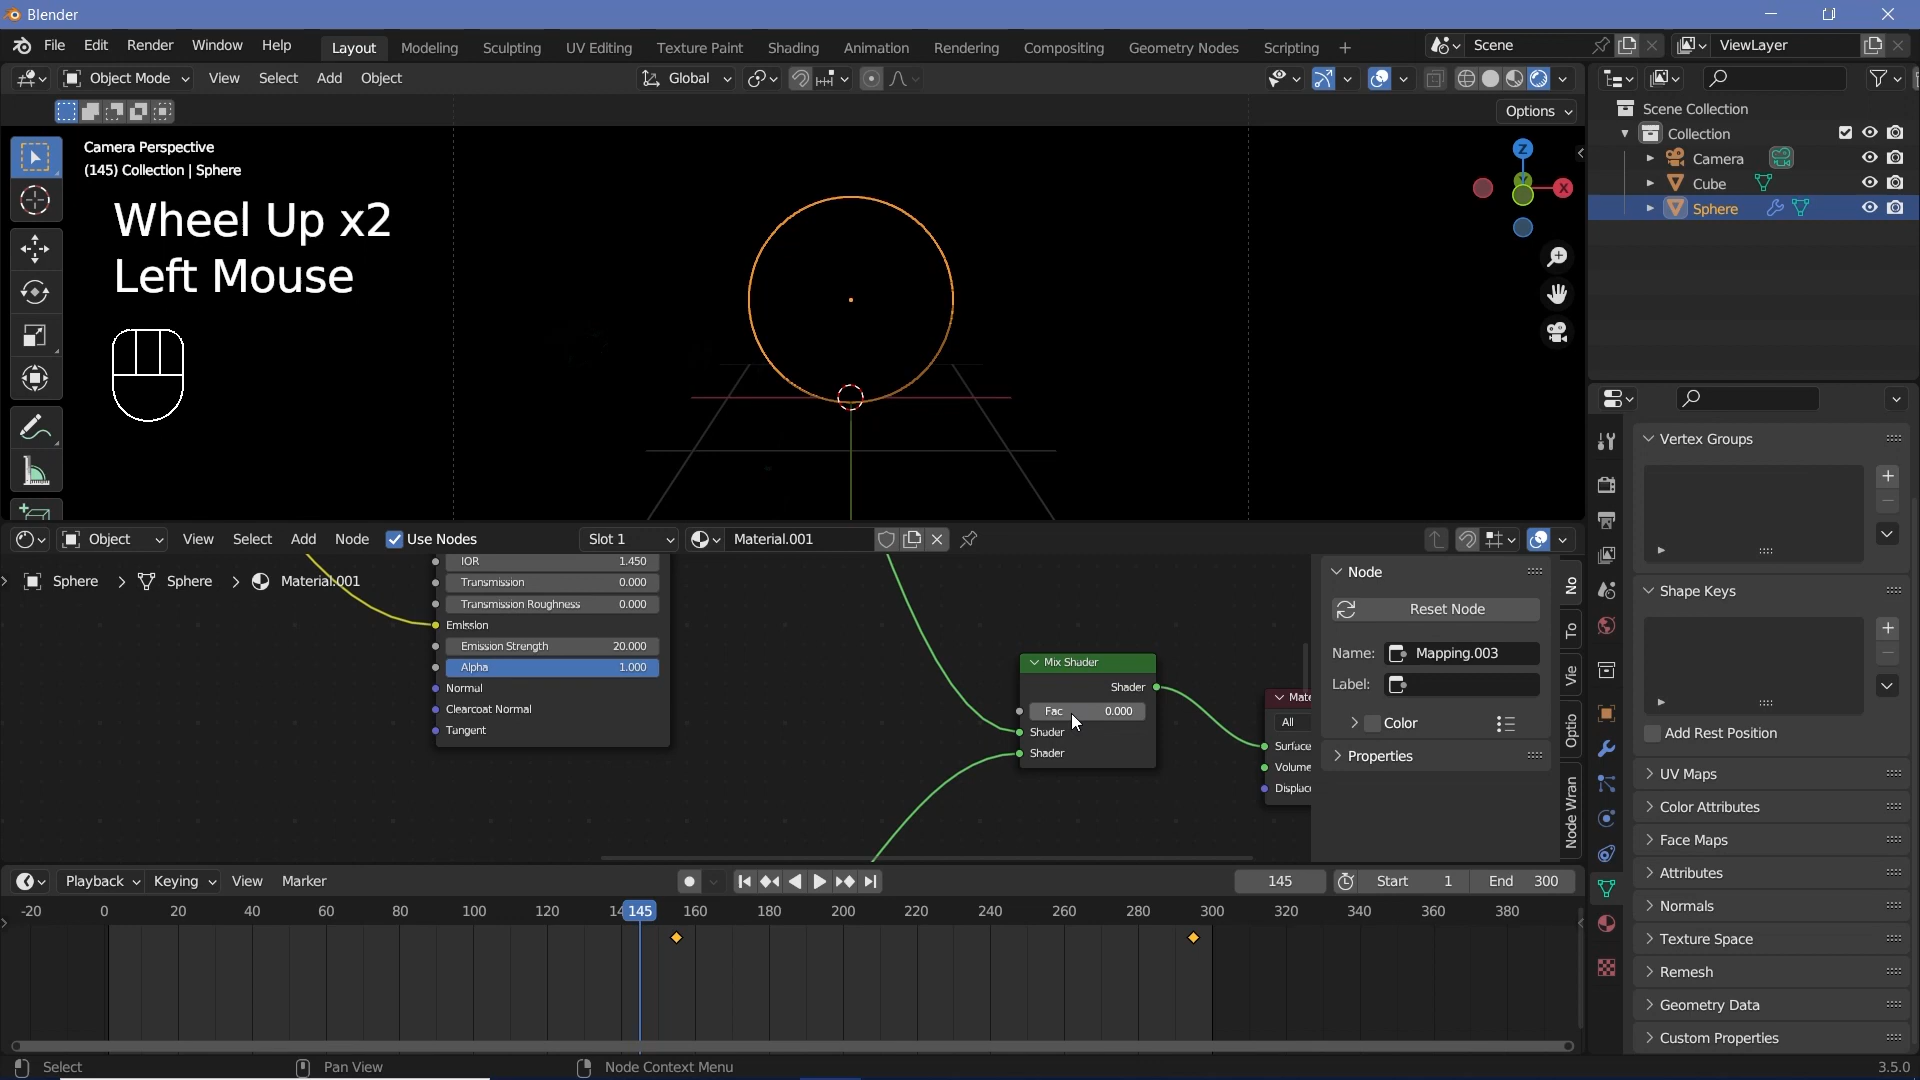 Blender
File Edit Render Window Help Layout Modeling Sculpting UV Editing Texture Paint Shading Animation Rendering Compositing Geometry Nodes Scripting + Scene ViewLayer
Object Mode View Select Add Object Global
Options
Camera Perspective
(145) Collection | Sphere
Wheel Up x2
Left Mouse
Z
X
Scene Collection
Collection
Camera
Cube
Sphere
Object View Select Add Node Use Nodes Slot 1 Material.001
Sphere > Sphere > Material.001
IOR 1.450
Transmission 0.000
Transmission Roughness 0.000
Emission
Emission Strength 20.000
Alpha 1.000
Normal
Clearcoat Normal
Tangent
Mix Shader
Shader
Fac 0.000
Shader
Shader
Mate
All
Surface
Volume
Displac
Node
Reset Node
Name: Mapping.003
Label:
Color
Properties
No
To
Vie
Optio
Node Wran
Vertex Groups
Shape Keys
Add Rest Position
UV Maps
Color Attributes
Face Maps
Attributes
Normals
Texture Space
Remesh
Geometry Data
Custom Properties
Playback Keying View Marker 145 Start 1 End 300
-20 0 20 40 60 80 100 120 14 145 160 180 200 220 240 260 280 300 320 340 360 380
Select Pan View Node Context Menu 3.5.0